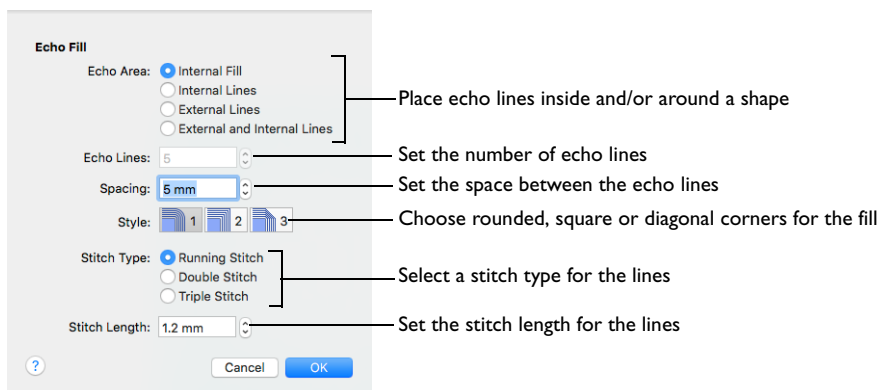 Echo Fill
Echo Area: Internal Fill
Internal Lines
External Lines
External and Internal Lines
Place echo lines inside and/or around a shape
Echo Lines: 5
Set the number of echo lines
Spacing: 5 mm
Set the space between the echo lines
Style: 1 2 3
Choose rounded, square or diagonal corners for the fill
Stitch Type: Running Stitch
Double Stitch
Triple Stitch
Select a stitch type for the lines
Stitch Length: 1.2 mm
Set the stitch length for the lines
? Cancel OK